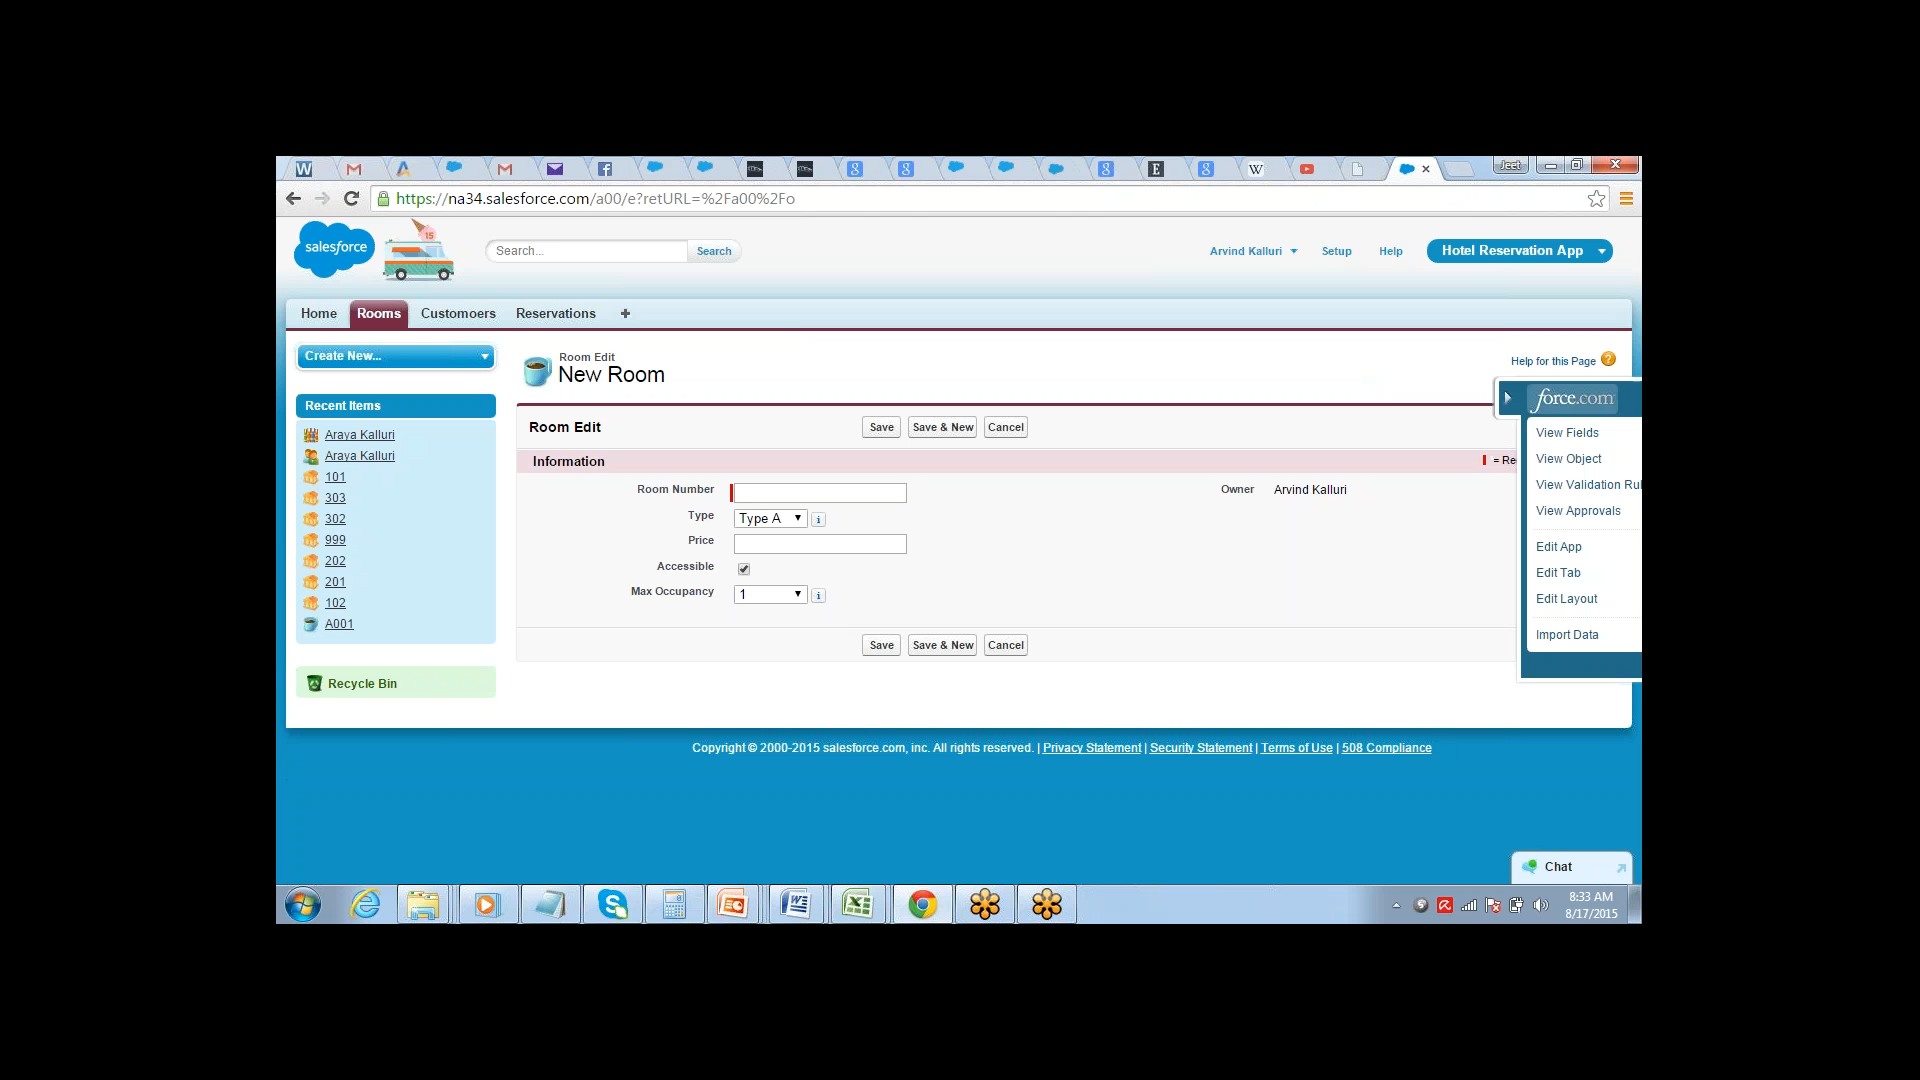 Jeet
https://na34.salesforce.com/a00/e?retURL=%2Fa00%2Fo
salesforce
15
Search...
Search
Arvind Kalluri
Setup
Help
Hotel Reservation App
Home
Rooms
Customoers
Reservations
Create New...
Room Edit
New Room
Help for this Page
Recent Items
Araya Kalluri
Araya Kalluri
101
303
302
999
202
201
102
A001
Recycle Bin
Room Edit
Save
Save & New
Cancel
Information
= Re
Room Number
Owner
Arvind Kalluri
Type
Type A
Price
Accessible
Max Occupancy
1
Save
Save & New
Cancel
force.com
View Fields
View Object
View Validation Rul
View Approvals
Edit App
Edit Tab
Edit Layout
Import Data
Copyright © 2000-2015 salesforce.com, inc. All rights reserved. | Privacy Statement | Security Statement | Terms of Use | 508 Compliance
Chat
8:33 AM
8/17/2015